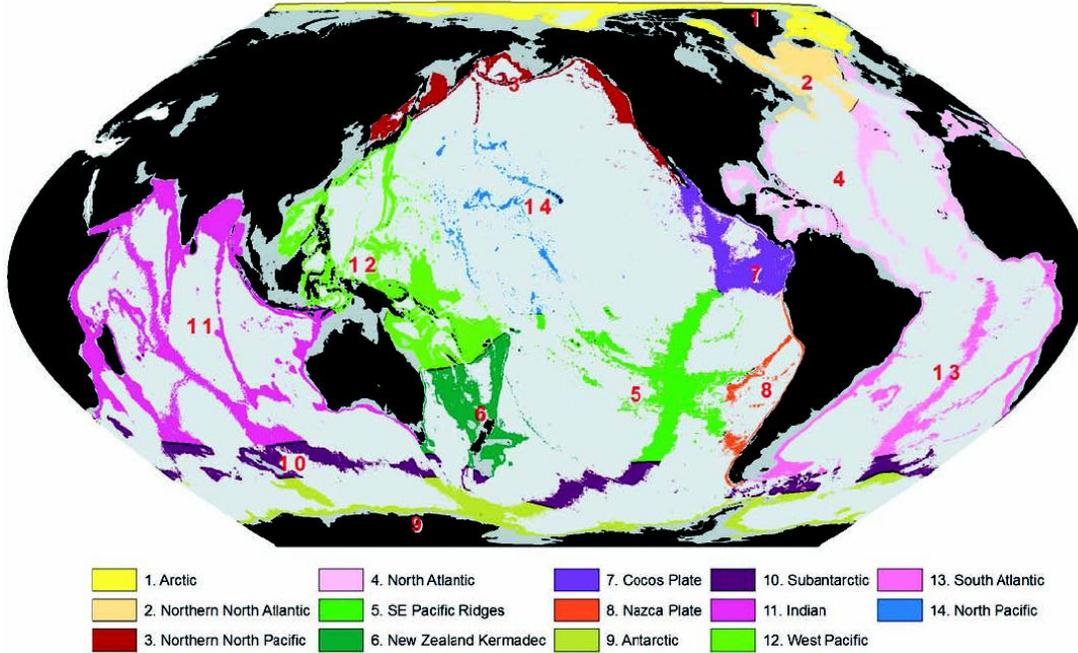 1
2
3
4
14
12
7
11
13
8
5
6
10
9
1. Arctic
2. Northern North Atlantic
3. Northern North Pacific
4. North Atlantic
5. SE Pacific Ridges
6. New Zealand Kermadec
7. Cocos Plate
8. Nazca Plate
9. Antarctic
10. Subantarctic
11. Indian
12. West Pacific
13. South Atlantic
14. North Pacific